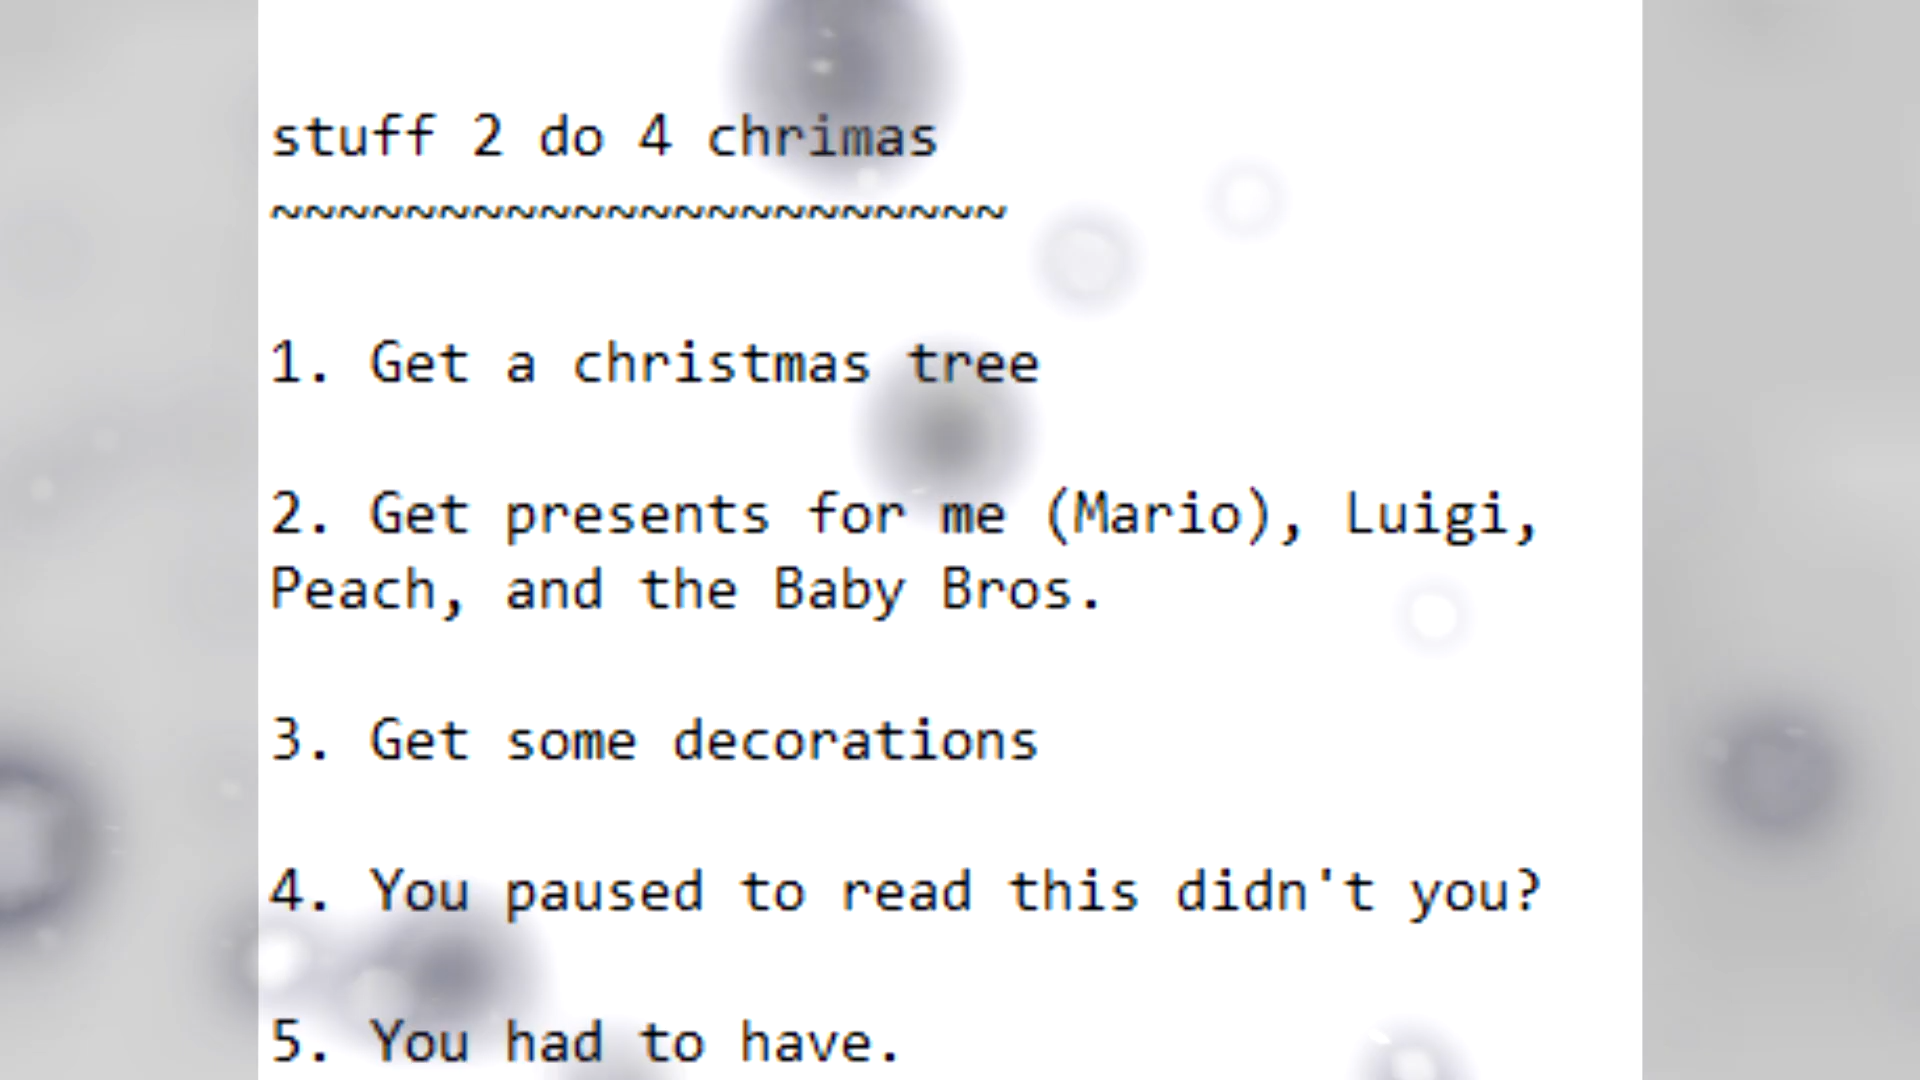 stuff 2 do 4 chrimas
~~~~~~~~~~~~~~~~~~~~~~
1. Get a christmas tree
2. Get presents for me (Mario), Luigi,
Peach, and the Baby Bros.
3. Get some decorations
4. You paused to read this didn't you?
5. You had to have.